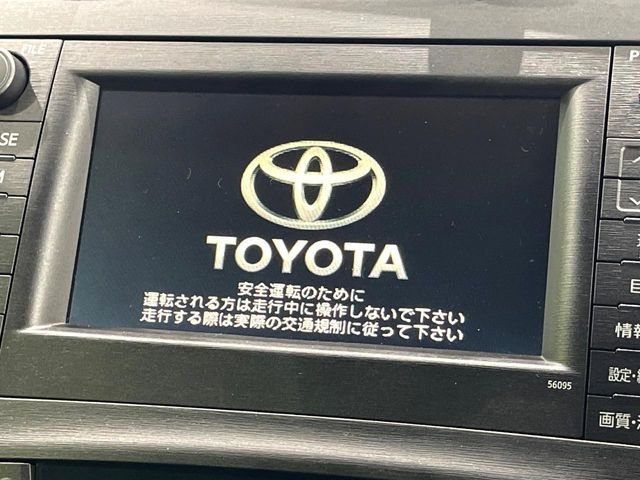 FILE
TOYOTA
安全運転のために
運転される方は走行中に操作しないで下さい
走行する際は実際の交通規制に従って下さい
56095
情報
設定・
画質・